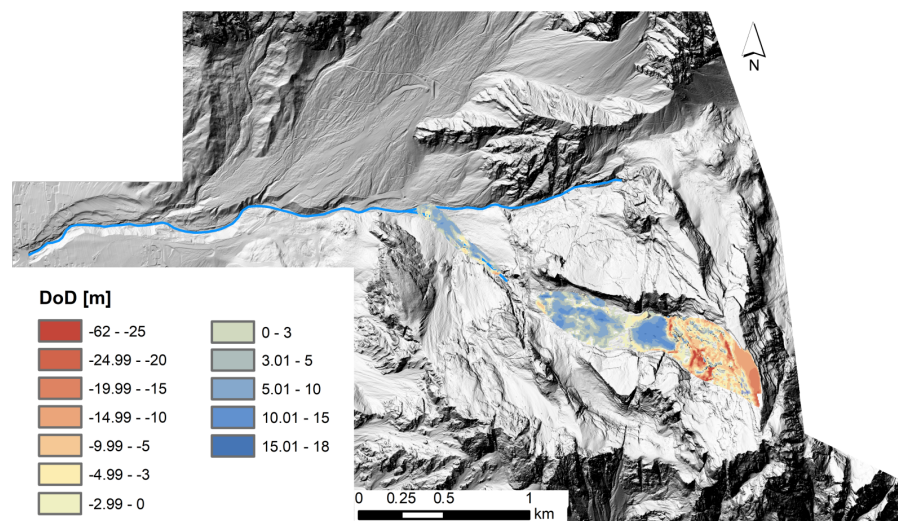 N
DoD [m]
-62 - -25
-24.99 - -20
-19.99 - -15
-14.99 - -10
-9.99 - -5
-4.99 - -3
-2.99 - 0
0 - 3
3.01 - 5
5.01 - 10
10.01 - 15
15.01 - 18
0 0.25 0.5 1
km